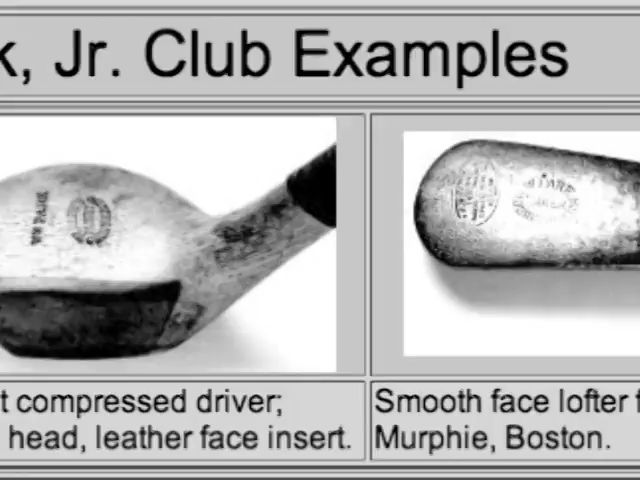 k, Jr. Club Examples
t compressed driver;
head, leather face insert.
Smooth face lofter f
Murphie, Boston.